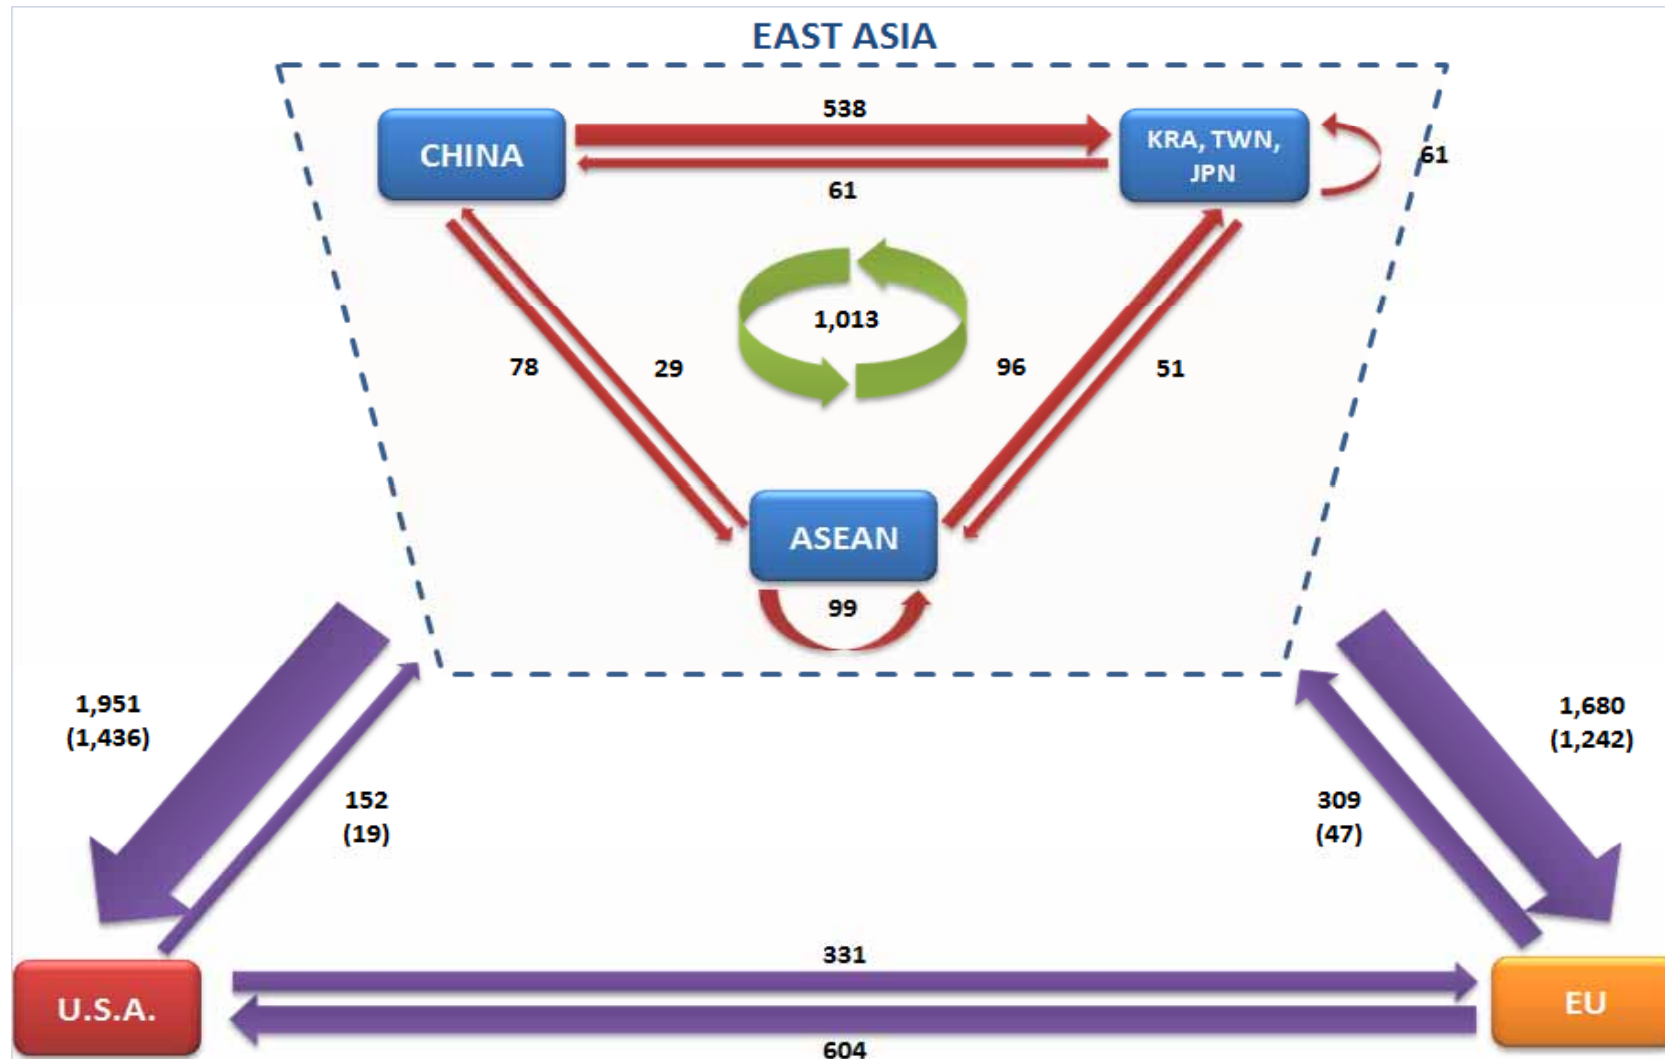 EAST ASIA
538
CHINA
KRA, TWN,
JPN
61
61
1,013
78
29
96
51
ASEAN
99
1,951
(1,436)
1,680
(1,242)
152
(19)
309
(47)
331
U.S.A.
EU
604